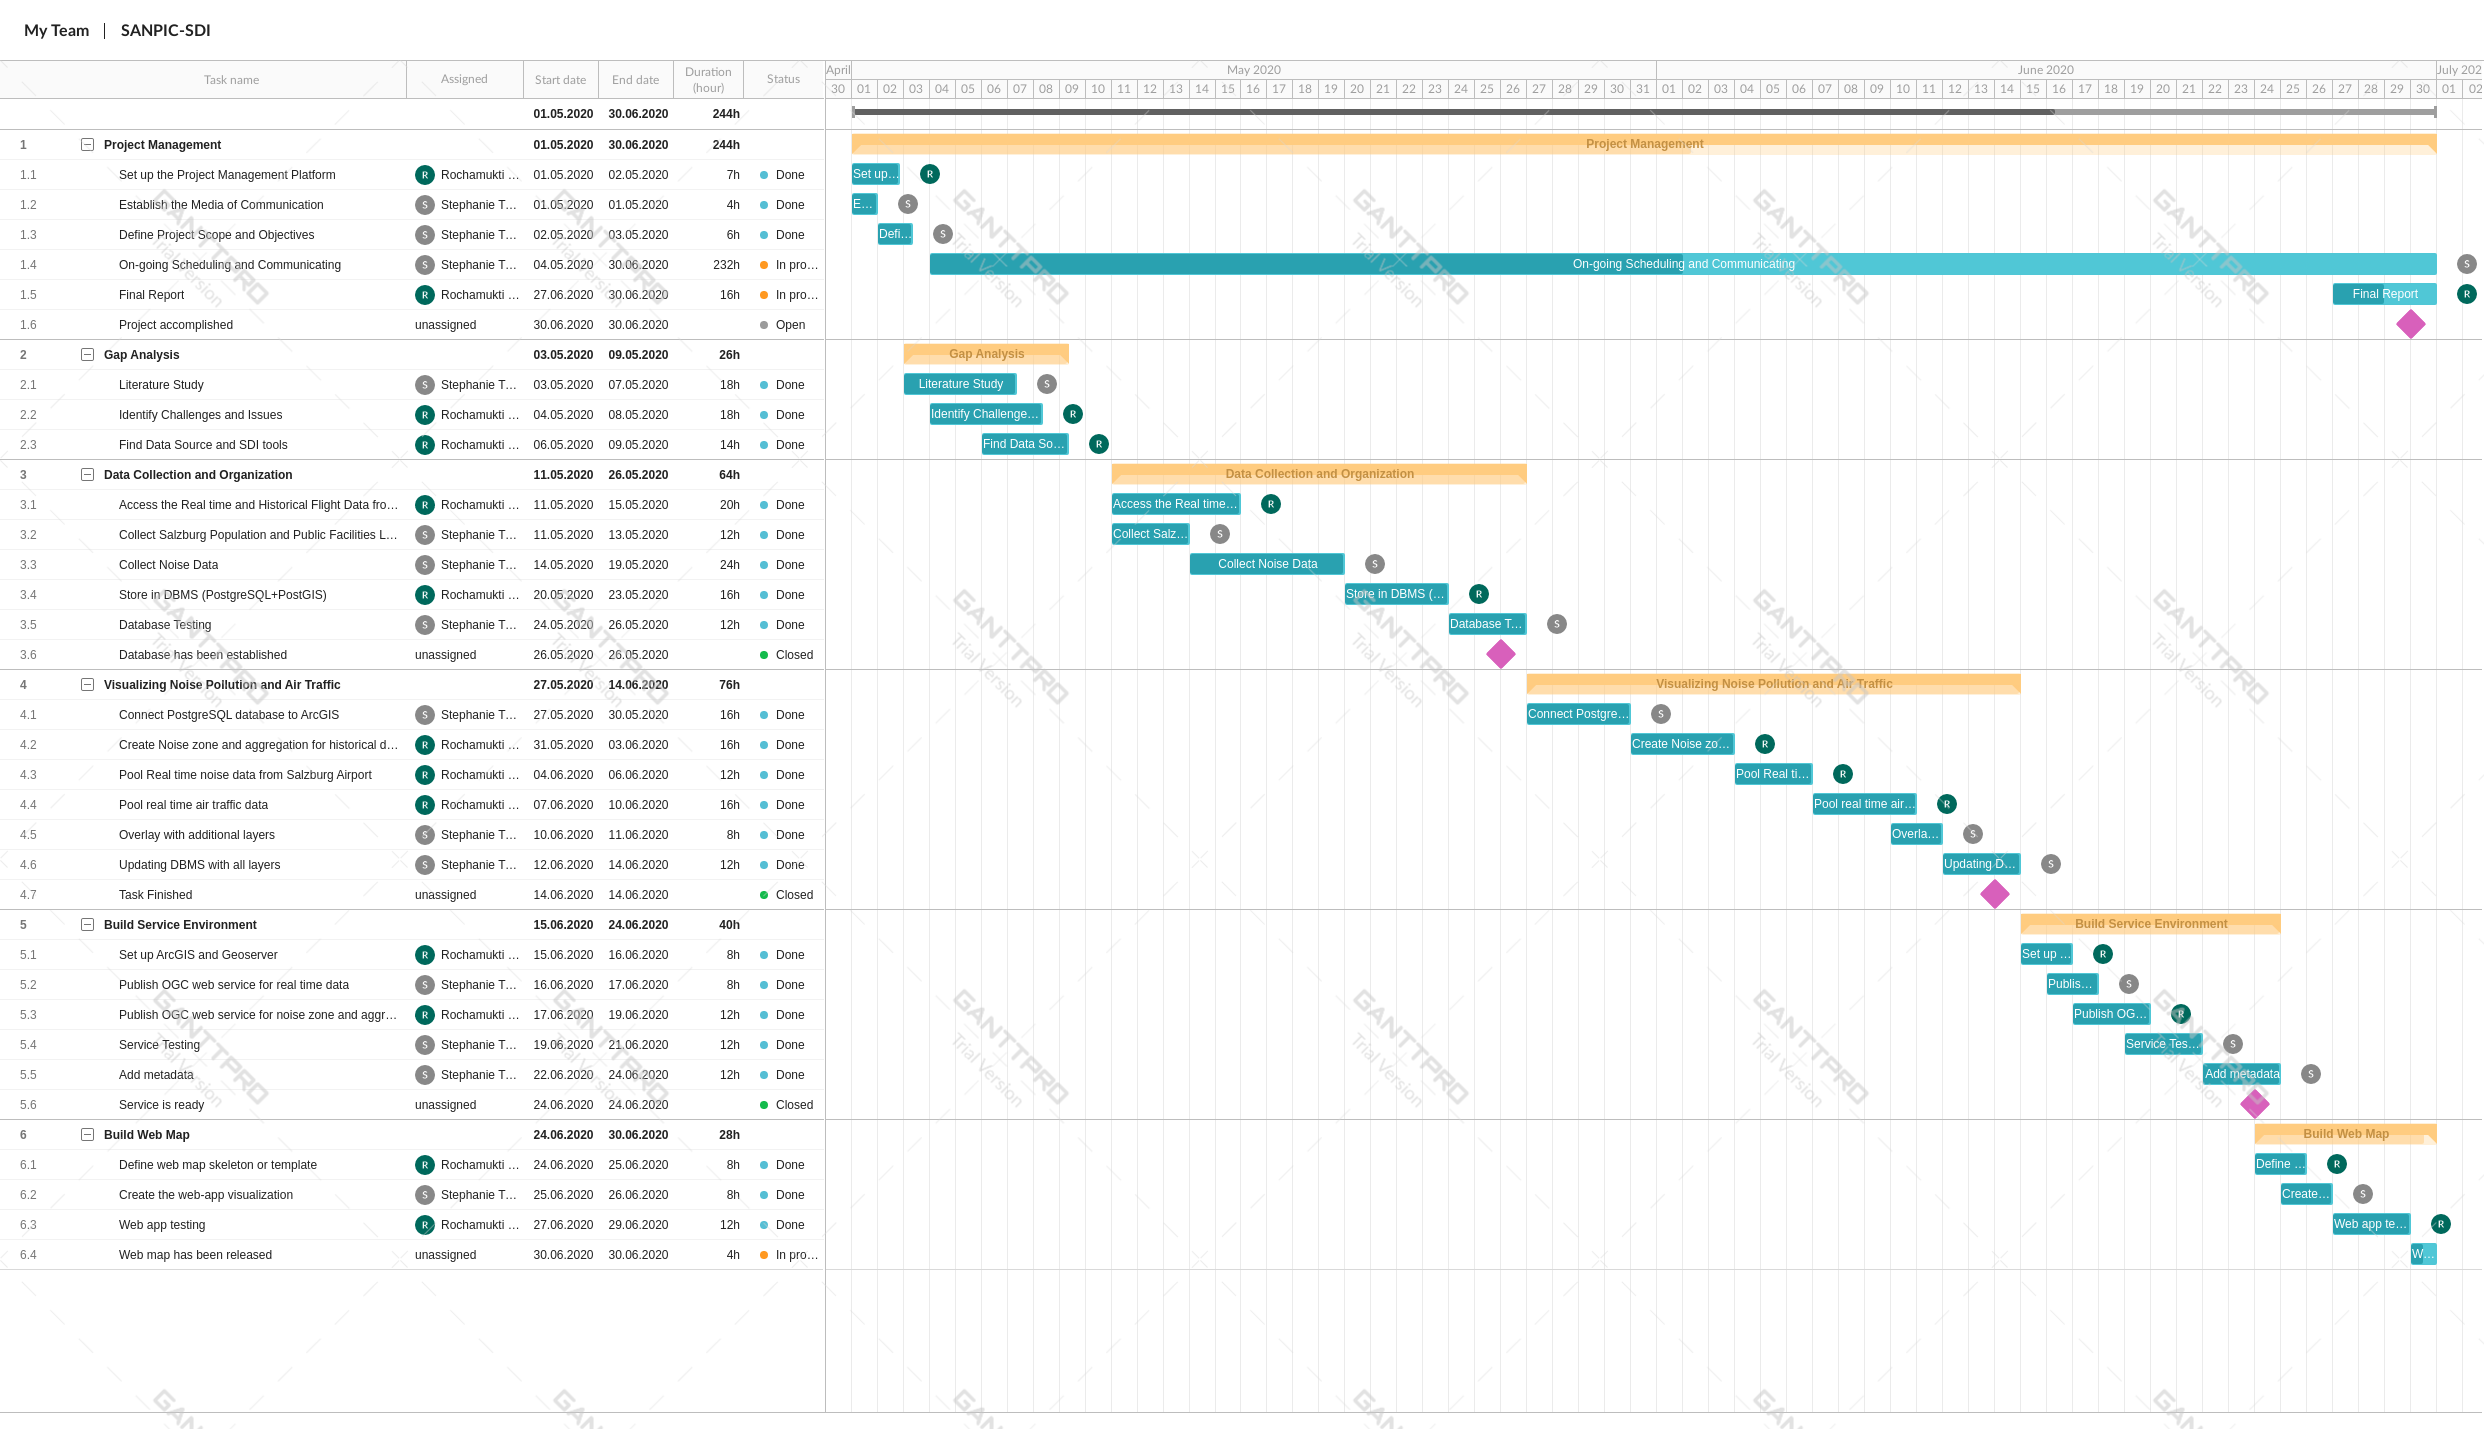 My Team | SANPIC-SDI
Task name Assigned Start date End date Duration (hour) Status April May 2020 June 2020 July 202
30 01 02 03 04 05 06 07 08 09 10 11 12 13 14 15 16 17 18 19 20 21 22 23 24 25 26 27 28 29 30 31 01 02 03 04 05 06 07 08 09 10 11 12 13 14 15 16 17 18 19 20 21 22 23 24 25 26 27 28 29 30 01 02
01.05.2020 30.06.2020 244h
1 Project Management 01.05.2020 30.06.2020 244h Project Management
1.1 Set up the Project Management Platform R Rochamukti ... 01.05.2020 02.05.2020 7h Done Set up... R
1.2 Establish the Media of Communication S Stephanie T... 01.05.2020 01.05.2020 4h Done E... S
1.3 Define Project Scope and Objectives S Stephanie T... 02.05.2020 03.05.2020 6h Done Defi... S
1.4 On-going Scheduling and Communicating S Stephanie T... 04.05.2020 30.06.2020 232h In pro... On-going Scheduling and Communicating S
1.5 Final Report R Rochamukti ... 27.06.2020 30.06.2020 16h In pro... Final Report R
1.6 Project accomplished unassigned 30.06.2020 30.06.2020 Open
2 Gap Analysis 03.05.2020 09.05.2020 26h Gap Analysis
2.1 Literature Study S Stephanie T... 03.05.2020 07.05.2020 18h Done Literature Study S
2.2 Identify Challenges and Issues R Rochamukti ... 04.05.2020 08.05.2020 18h Done Identify Challenge... R
2.3 Find Data Source and SDI tools R Rochamukti ... 06.05.2020 09.05.2020 14h Done Find Data So... R
3 Data Collection and Organization 11.05.2020 26.05.2020 64h Data Collection and Organization
3.1 Access the Real time and Historical Flight Data fro... R Rochamukti ... 11.05.2020 15.05.2020 20h Done Access the Real time... R
3.2 Collect Salzburg Population and Public Facilities L... S Stephanie T... 11.05.2020 13.05.2020 12h Done Collect Salz... S
3.3 Collect Noise Data S Stephanie T... 14.05.2020 19.05.2020 24h Done Collect Noise Data S
3.4 Store in DBMS (PostgreSQL+PostGIS) R Rochamukti ... 20.05.2020 23.05.2020 16h Done Store in DBMS (... R
3.5 Database Testing S Stephanie T... 24.05.2020 26.05.2020 12h Done Database T... S
3.6 Database has been established unassigned 26.05.2020 26.05.2020 Closed
4 Visualizing Noise Pollution and Air Traffic 27.05.2020 14.06.2020 76h Visualizing Noise Pollution and Air Traffic
4.1 Connect PostgreSQL database to ArcGIS S Stephanie T... 27.05.2020 30.05.2020 16h Done Connect Postgre... S
4.2 Create Noise zone and aggregation for historical d... R Rochamukti ... 31.05.2020 03.06.2020 16h Done Create Noise zo... R
4.3 Pool Real time noise data from Salzburg Airport R Rochamukti ... 04.06.2020 06.06.2020 12h Done Pool Real ti... R
4.4 Pool real time air traffic data R Rochamukti ... 07.06.2020 10.06.2020 16h Done Pool real time air... R
4.5 Overlay with additional layers S Stephanie T... 10.06.2020 11.06.2020 8h Done Overla... S
4.6 Updating DBMS with all layers S Stephanie T... 12.06.2020 14.06.2020 12h Done Updating D... S
4.7 Task Finished unassigned 14.06.2020 14.06.2020 Closed
5 Build Service Environment 15.06.2020 24.06.2020 40h Build Service Environment
5.1 Set up ArcGIS and Geoserver R Rochamukti ... 15.06.2020 16.06.2020 8h Done Set up ... R
5.2 Publish OGC web service for real time data S Stephanie T... 16.06.2020 17.06.2020 8h Done Publis... S
5.3 Publish OGC web service for noise zone and aggr... R Rochamukti ... 17.06.2020 19.06.2020 12h Done Publish OG... R
5.4 Service Testing S Stephanie T... 19.06.2020 21.06.2020 12h Done Service Tes... S
5.5 Add metadata S Stephanie T... 22.06.2020 24.06.2020 12h Done Add metadata S
5.6 Service is ready unassigned 24.06.2020 24.06.2020 Closed
6 Build Web Map 24.06.2020 30.06.2020 28h Build Web Map
6.1 Define web map skeleton or template R Rochamukti ... 24.06.2020 25.06.2020 8h Done Define ... R
6.2 Create the web-app visualization S Stephanie T... 25.06.2020 26.06.2020 8h Done Create... S
6.3 Web app testing R Rochamukti ... 27.06.2020 29.06.2020 12h Done Web app te... R
6.4 Web map has been released unassigned 30.06.2020 30.06.2020 4h In pro... W...
GANTTPRO
Trial Version